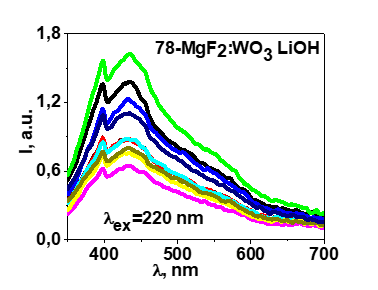 1.8
78-MgF2:WO₃ LiOH
1.2
I, a.u.
0.6
λₑₓ=220 nm
0,0
400 500 600 700
λ, nm